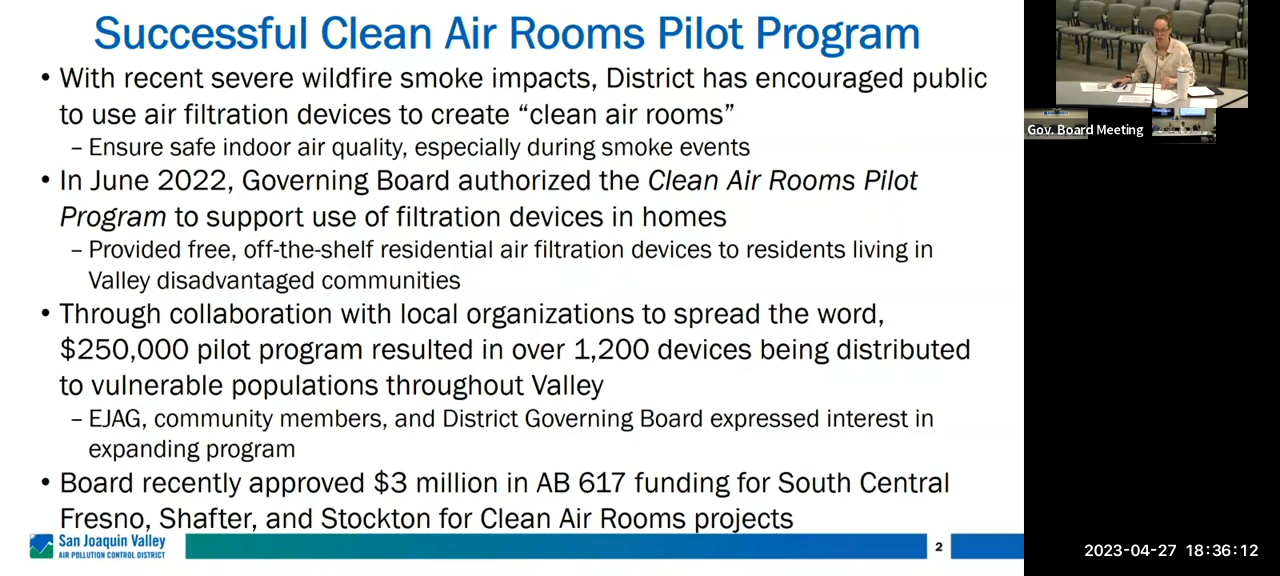 Successful Clean Air Rooms Pilot Program
• With recent severe wildfire smoke impacts, District has encouraged public
to use air filtration devices to create “clean air rooms”
– Ensure safe indoor air quality, especially during smoke events
• In June 2022, Governing Board authorized the Clean Air Rooms Pilot
Program to support use of filtration devices in homes
– Provided free, off-the-shelf residential air filtration devices to residents living in
Valley disadvantaged communities
• Through collaboration with local organizations to spread the word,
$250,000 pilot program resulted in over 1,200 devices being distributed
to vulnerable populations throughout Valley
– EJAG, community members, and District Governing Board expressed interest in
expanding program
• Board recently approved $3 million in AB 617 funding for South Central
Fresno, Shafter, and Stockton for Clean Air Rooms projects
San Joaquin Valley
AIR POLLUTION CONTROL DISTRICT
2
Gov. Board Meeting
2023-04-27 18:36:12